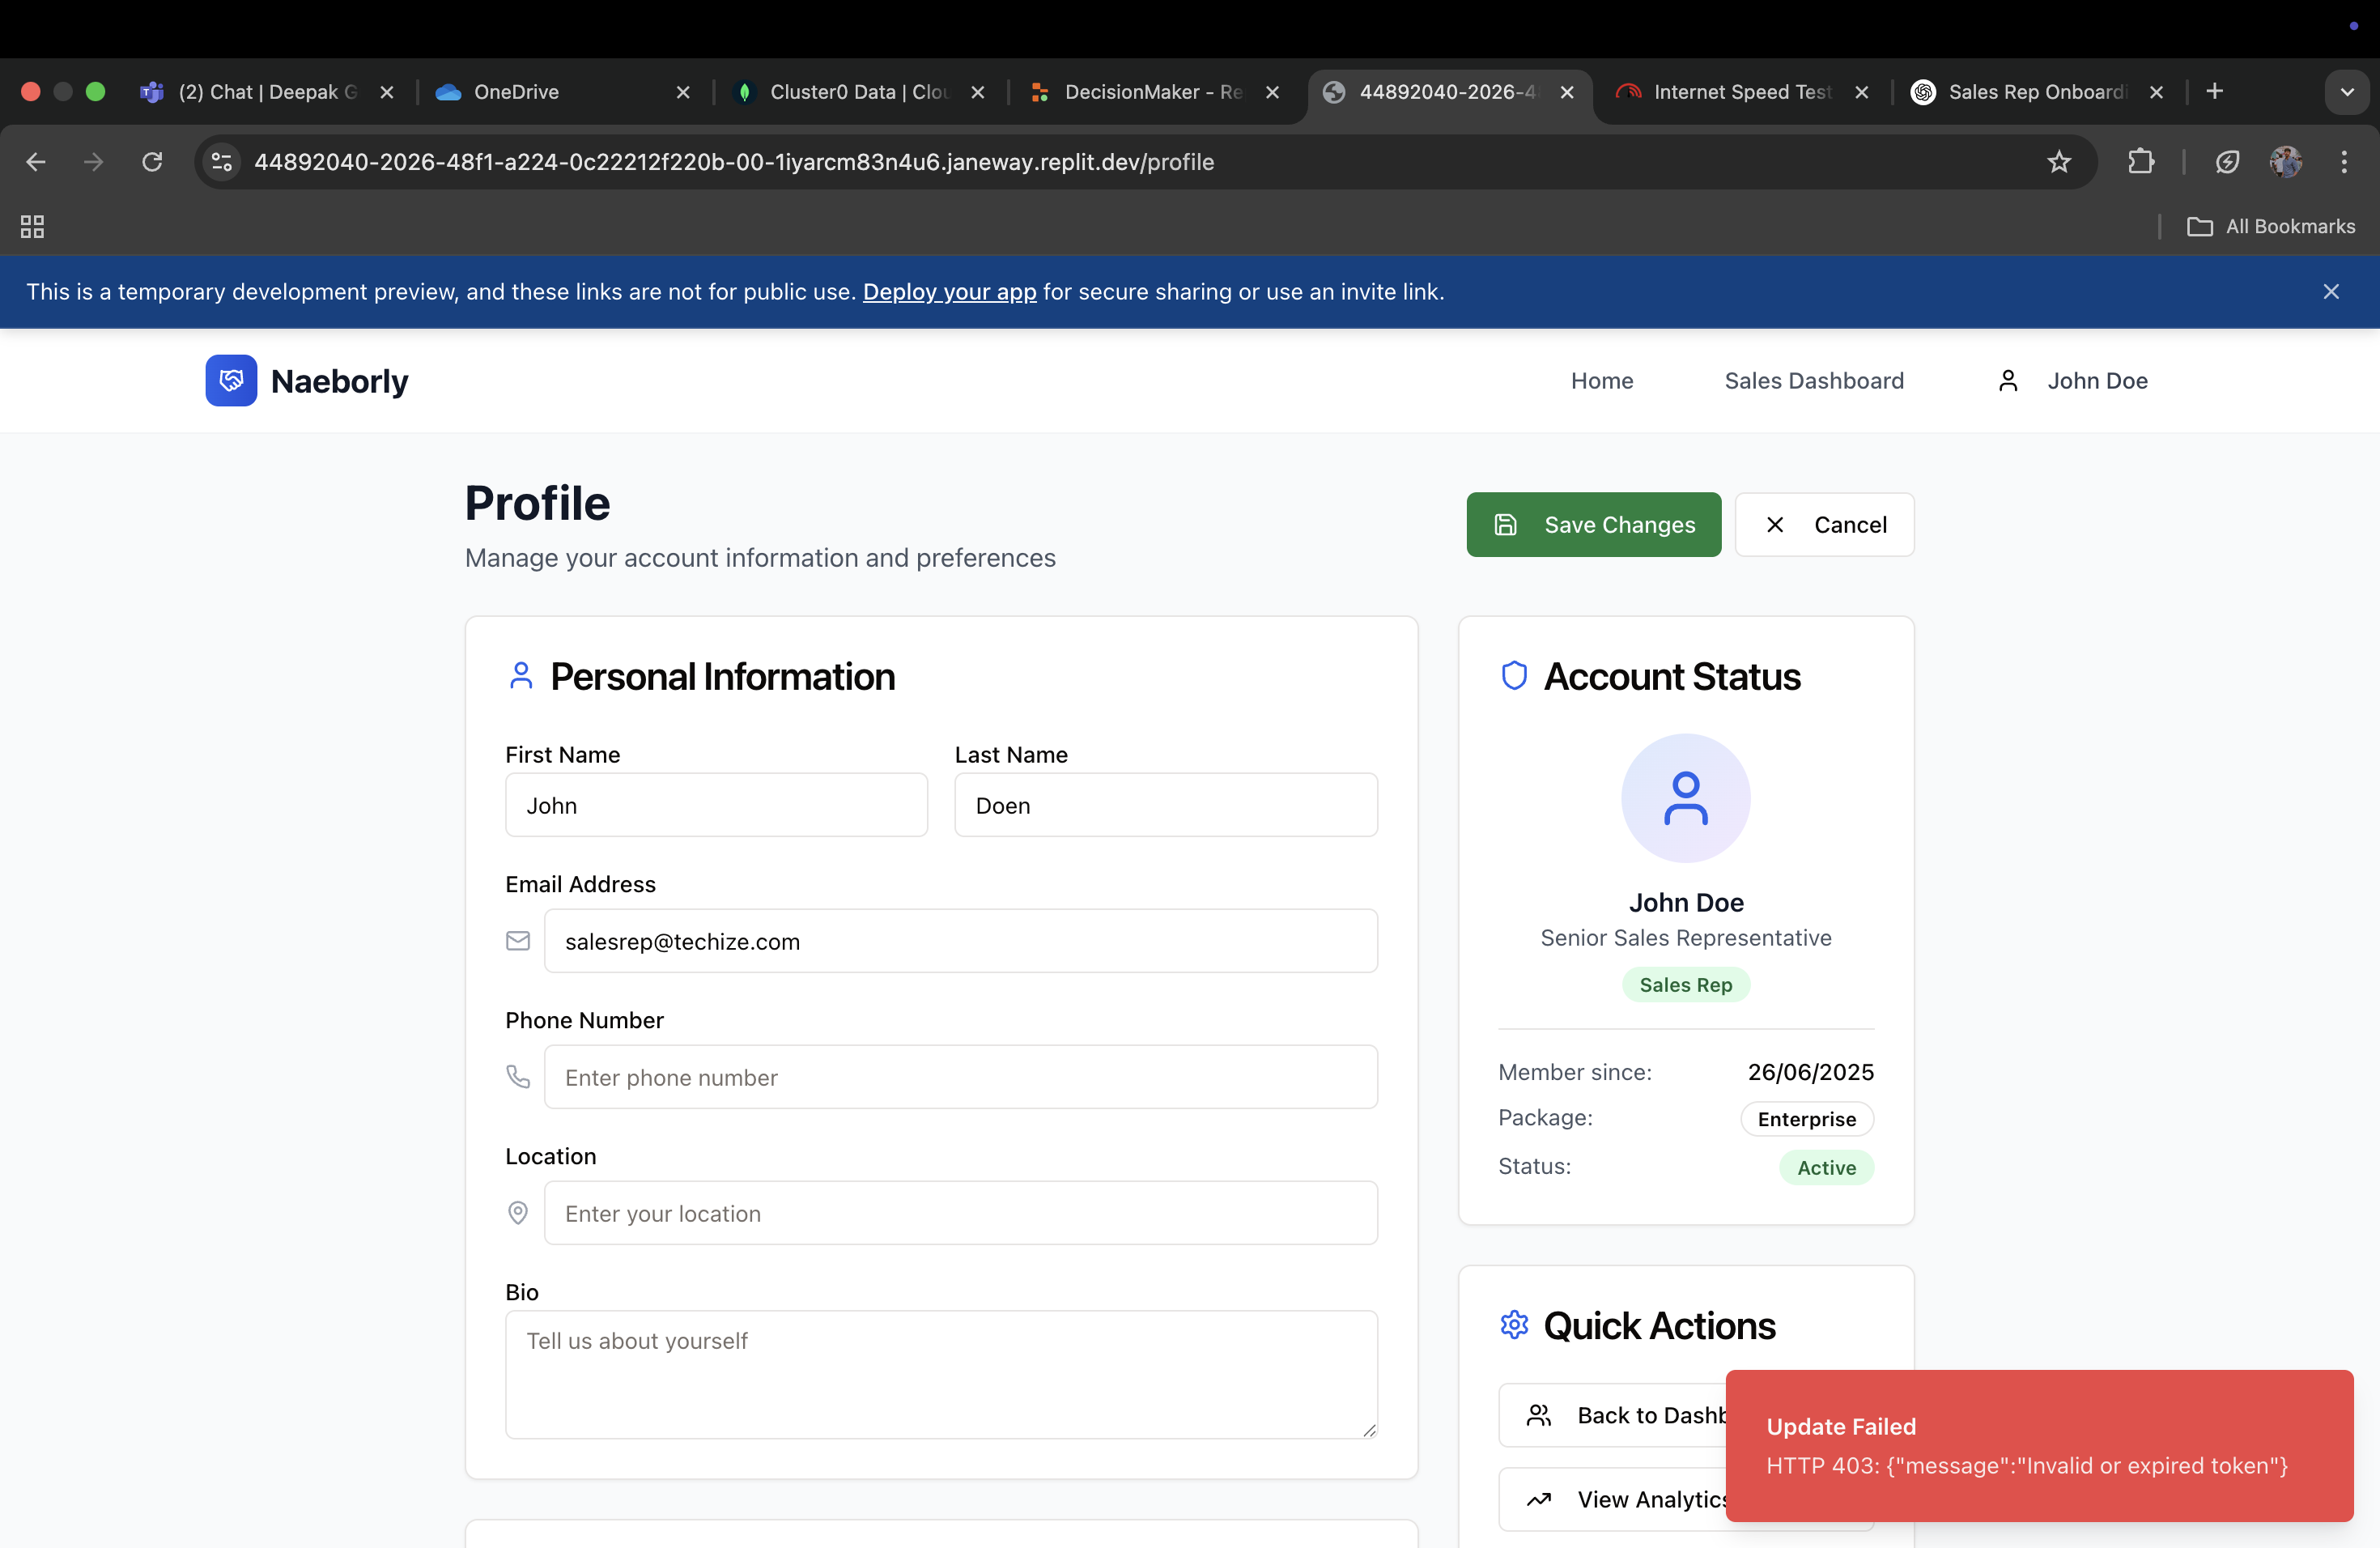 (2) Chat | Deepak G
OneDrive
Cluster0 Data | Clou
DecisionMaker - Re
44892040-2026-4
Internet Speed Test
Sales Rep Onboardi
44892040-2026-48f1-a224-0c22212f220b-00-1iyarcm83n4u6.janeway.replit.dev/profile
All Bookmarks
This is a temporary development preview, and these links are not for public use. Deploy your app for secure sharing or use an invite link.
Naeborly
Home
Sales Dashboard
John Doe
Profile
Manage your account information and preferences
Save Changes
Cancel
Personal Information
First Name
Last Name
John
Doen
Email Address
salesrep@techize.com
Phone Number
Enter phone number
Location
Enter your location
Bio
Tell us about yourself
Account Status
John Doe
Senior Sales Representative
Sales Rep
Member since: 26/06/2025
Package: Enterprise
Status: Active
Quick Actions
Back to Dashb
View Analytics
Update Failed
HTTP 403: {"message":"Invalid or expired token"}